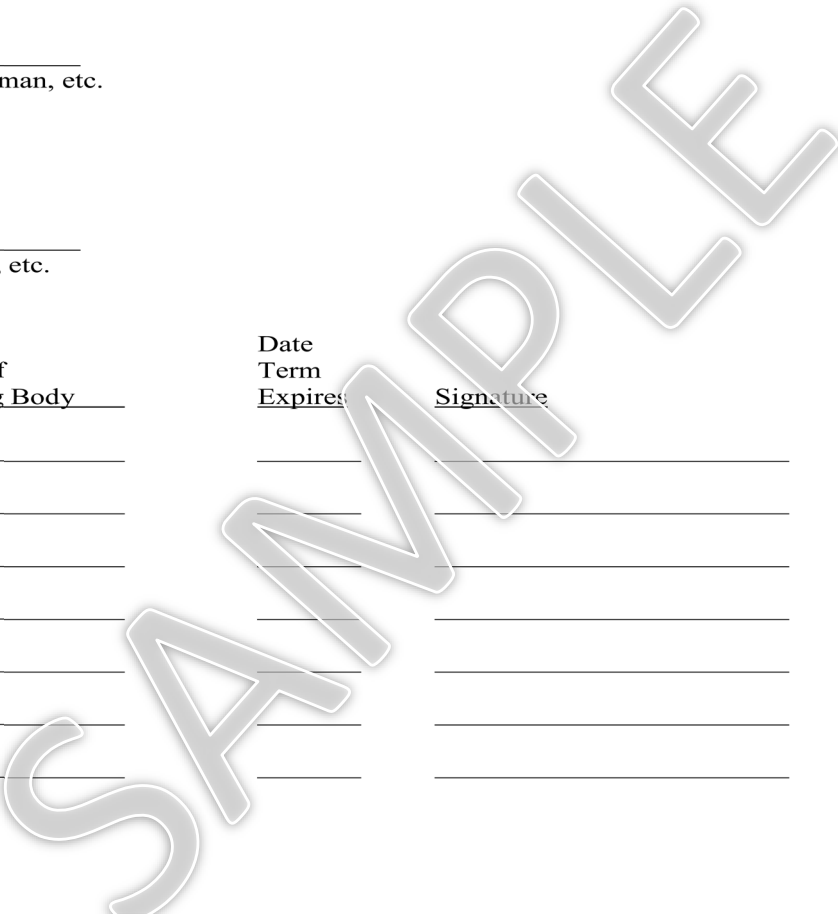 man, etc.
, etc.
Date
f Term
g Body Expires Signature
SAMPLE